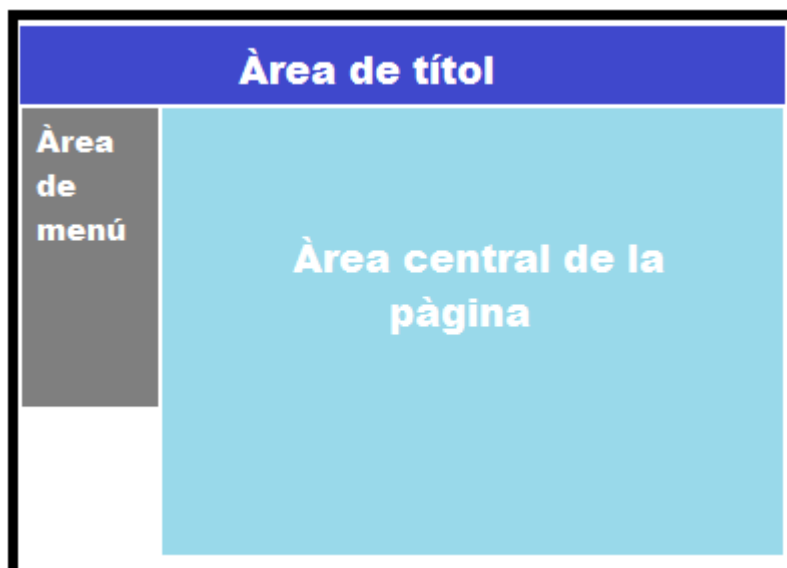 Àrea de títol
Àrea
de
menú
Àrea central de la
pàgina